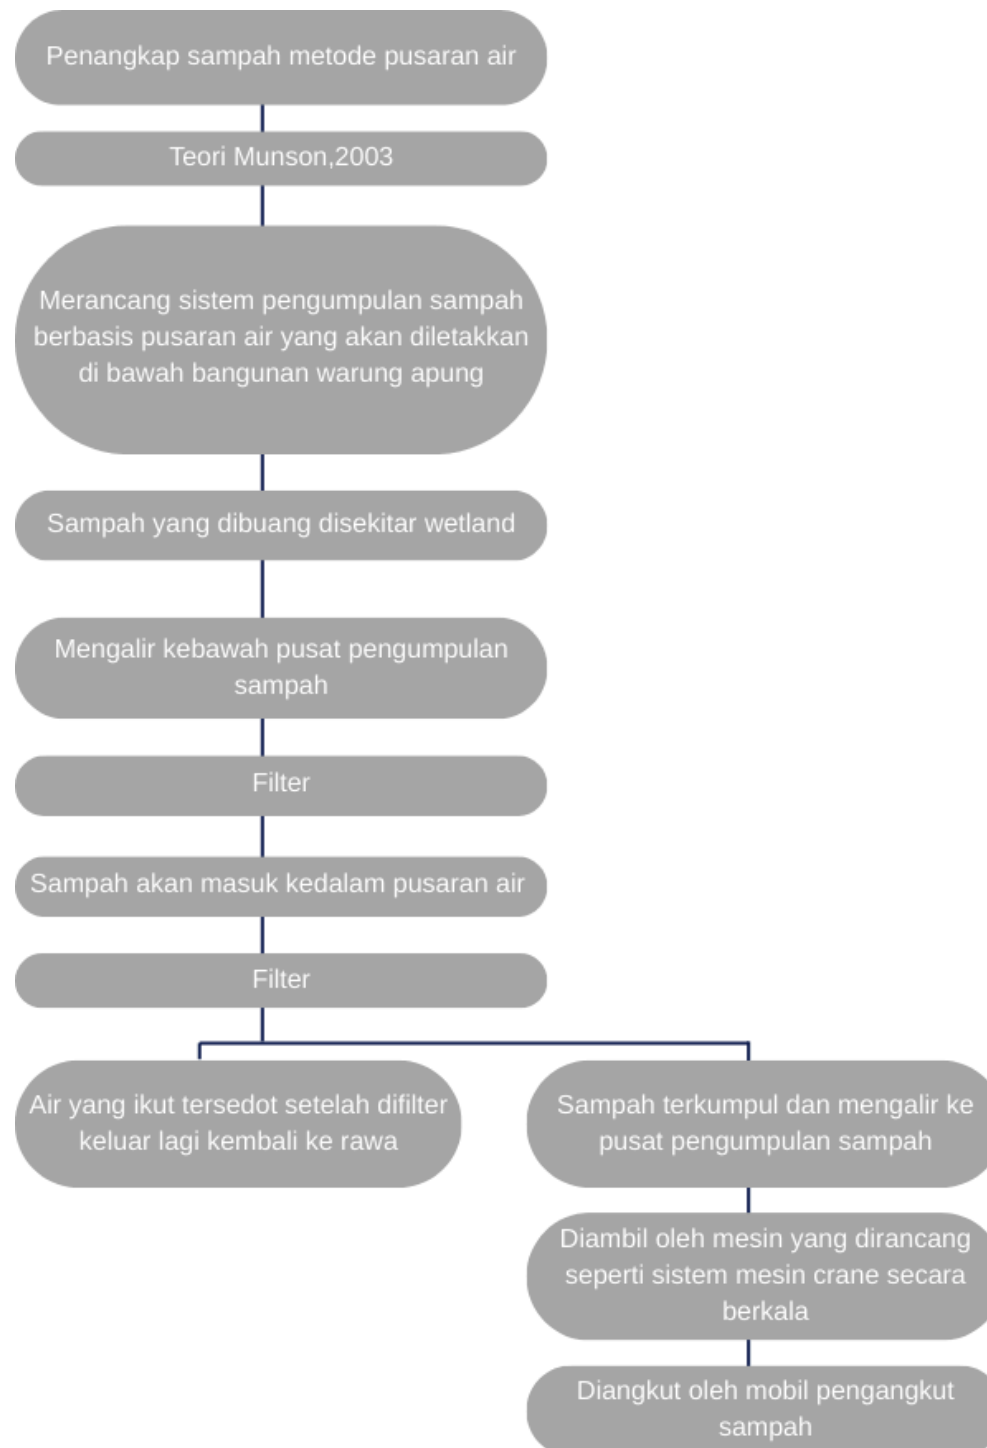 Penangkap sampah metode pusaran air
Teori Munson,2003
Merancang sistem pengumpulan sampah
berbasis pusaran air yang akan diletakkan
di bawah bangunan warung apung
Sampah yang dibuang disekitar wetland
Mengalir kebawah pusat pengumpulan
sampah
Filter
Sampah akan masuk kedalam pusaran air
Filter
Air yang ikut tersedot setelah difilter
keluar lagi kembali ke rawa
Sampah terkumpul dan mengalir ke
pusat pengumpulan sampah
Diambil oleh mesin yang dirancang
seperti sistem mesin crane secara
berkala
Diangkut oleh mobil pengangkut
sampah